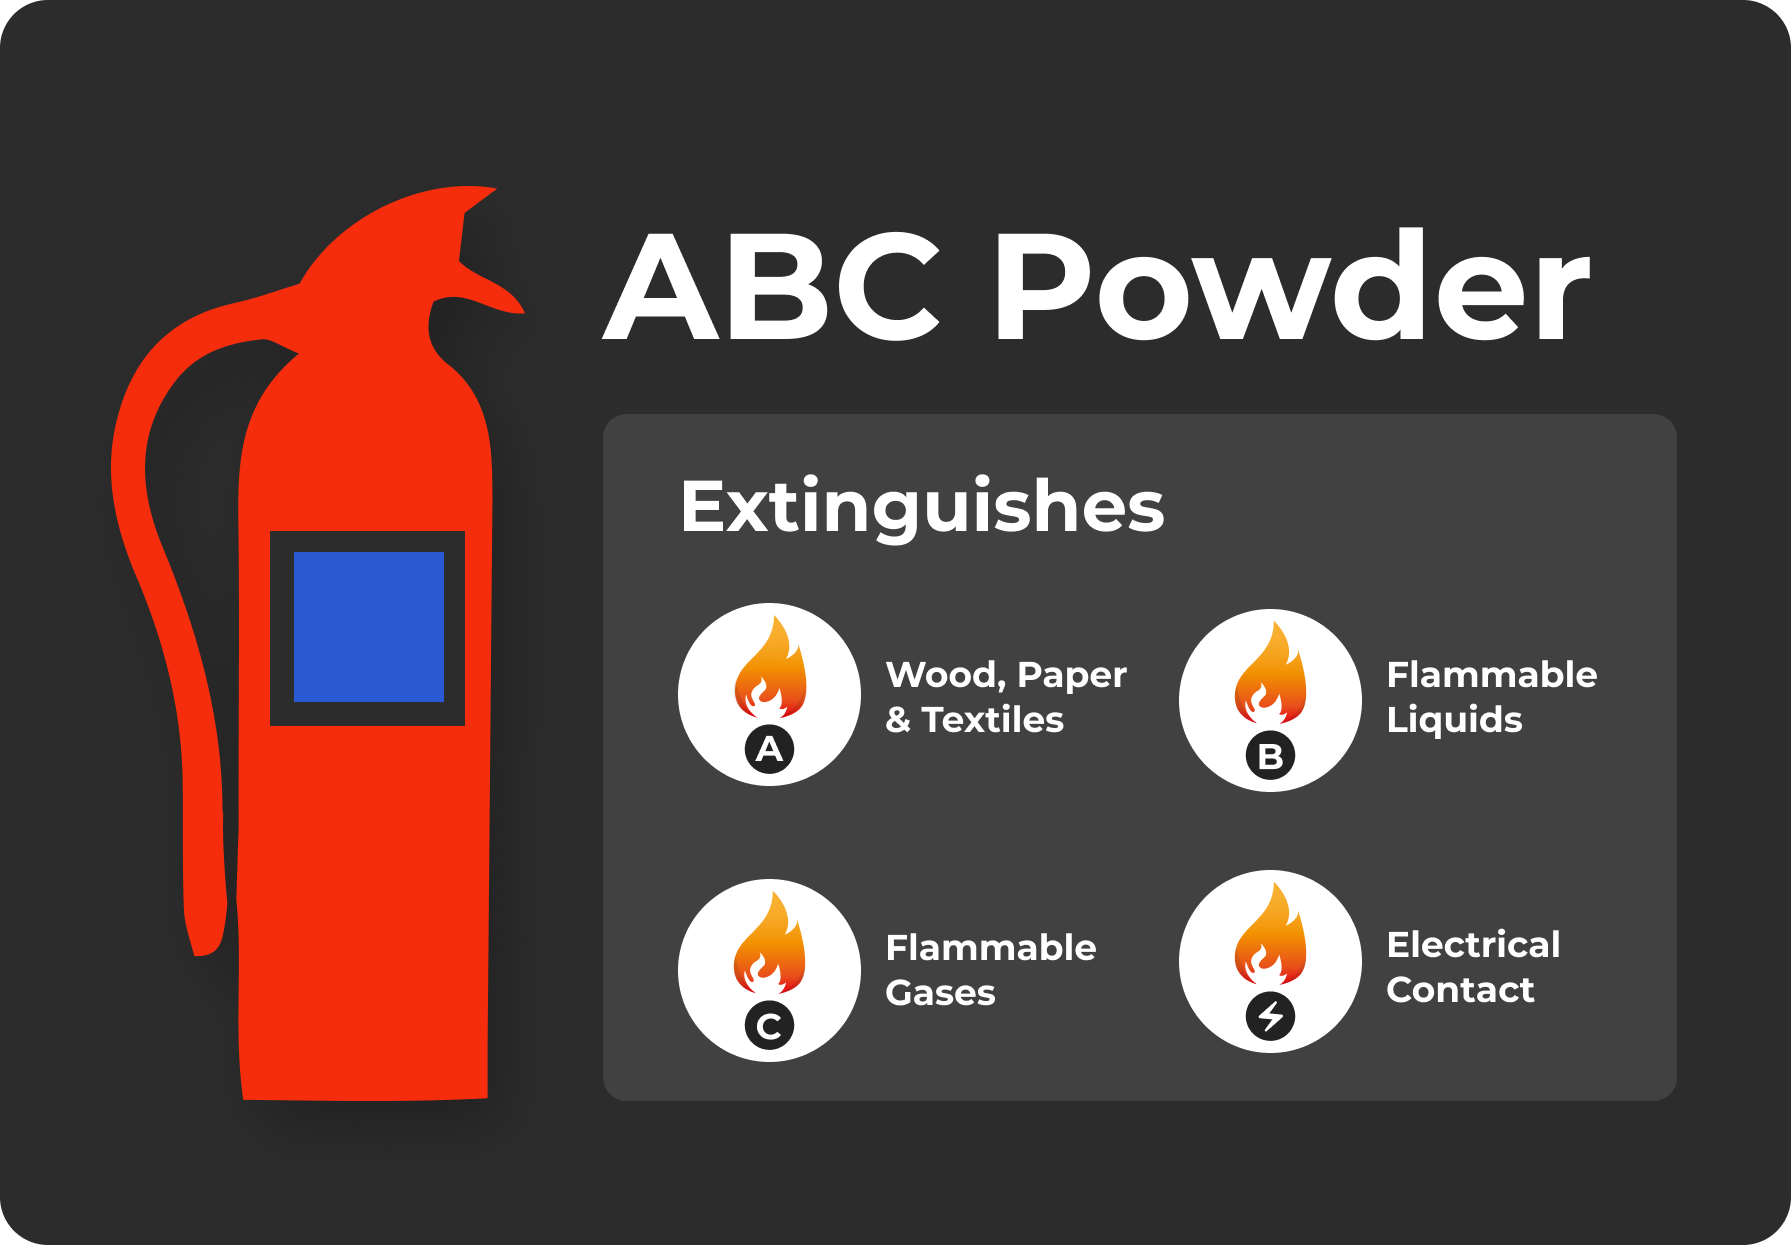 ABC Powder
Extinguishes
A
Wood, Paper
& Textiles
B
Flammable
Liquids
C
Flammable
Gases
Electrical
Contact